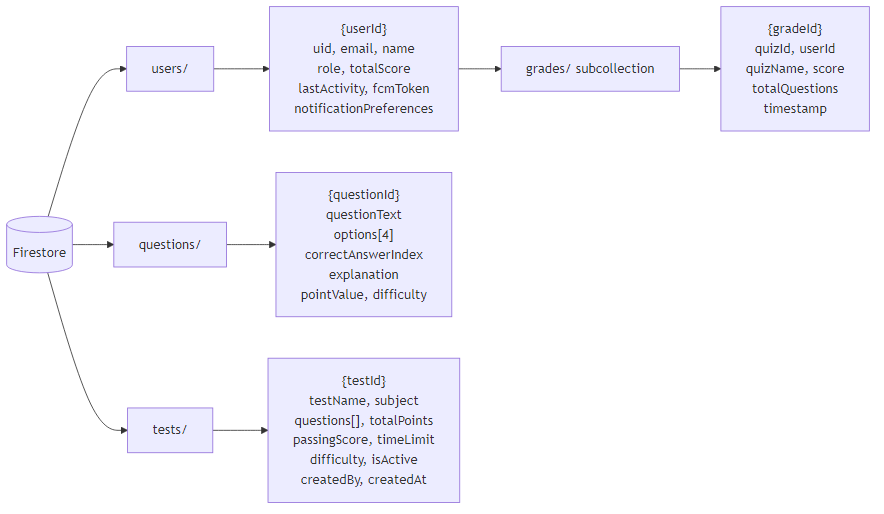 Firestore
users/
{userId}
uid, email, name
role, totalScore
lastActivity, fcmToken
notificationPreferences
grades/ subcollection
{gradeId}
quizId, userId
quizName, score
totalQuestions
timestamp
questions/
{questionId}
questionText
options[4]
correctAnswerIndex
explanation
pointValue, difficulty
tests/
{testId}
testName, subject
questions[], totalPoints
passingScore, timeLimit
difficulty, isActive
createdBy, createdAt